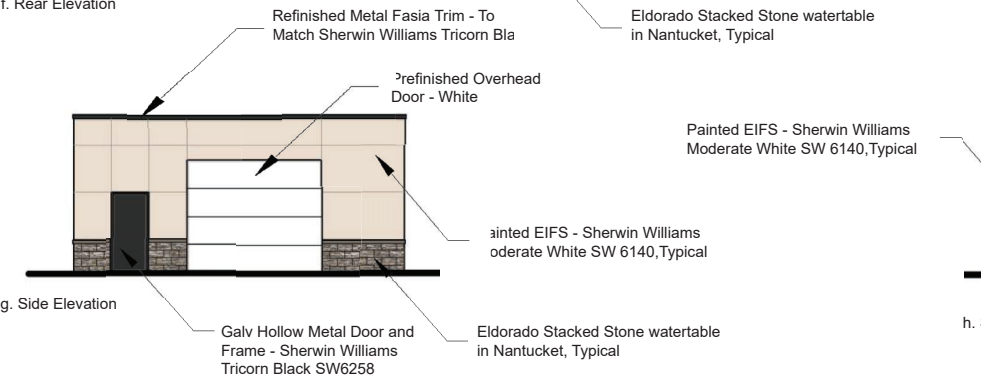 f. Rear Elevation
Refinished Metal Fasia Trim - To
Match Sherwin Williams Tricorn Bla
Eldorado Stacked Stone watertable
in Nantucket, Typical
Prefinished Overhead
Door - White
Painted EIFS - Sherwin Williams
Moderate White SW 6140,Typical
ainted EIFS - Sherwin Williams
oderate White SW 6140,Typical
g. Side Elevation
Galv Hollow Metal Door and
Frame - Sherwin Williams
Tricorn Black SW6258
Eldorado Stacked Stone watertable
in Nantucket, Typical
h.